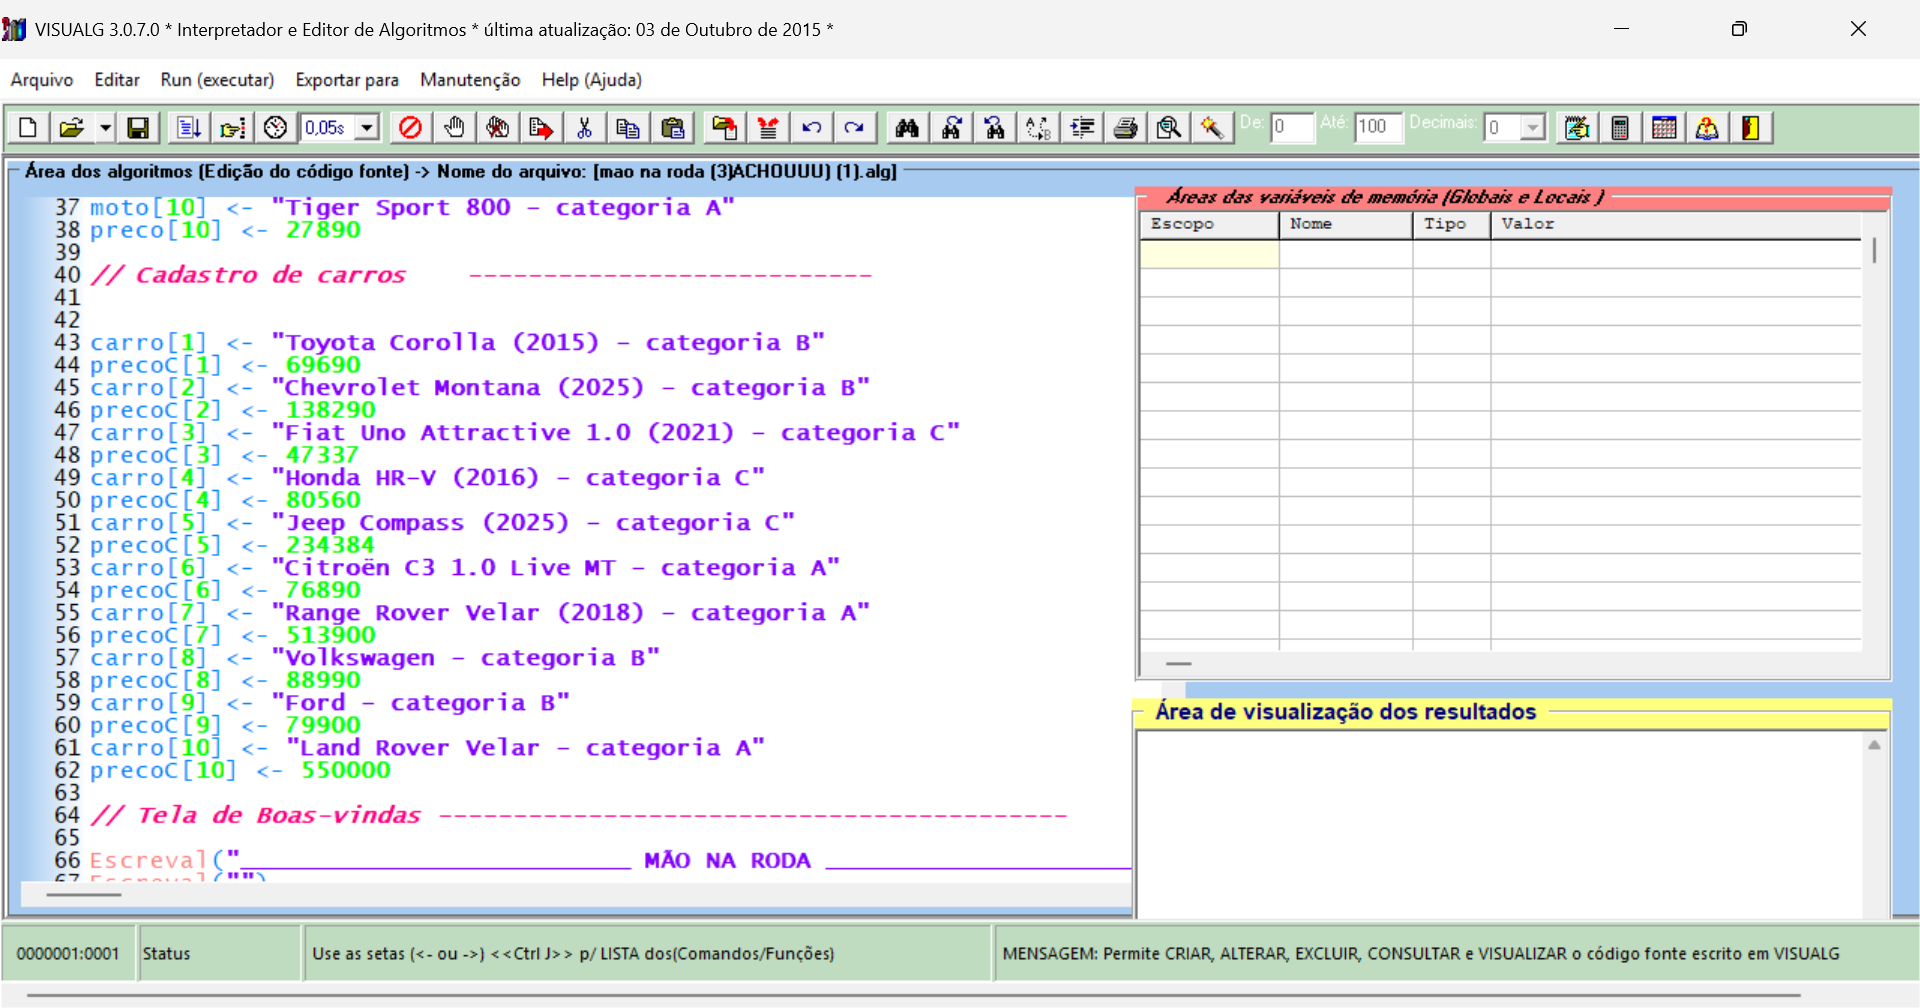 VISUALG 3.0.7.0 * Interpretador e Editor de Algoritmos * última atualização: 03 de Outubro de 2015 *
Arquivo Editar Run (executar) Exportar para Manutenção Help (Ajuda)
0,05s De: 0 Até: 100 Decimais: 0
Área dos algoritmos (Edição do código fonte) -> Nome do arquivo: [mao na roda (3)ACHOUUU) (1).alg]
37 moto[10] <- "Tiger Sport 800 - categoria A"
38 preco[10] <- 27890
39
40 // Cadastro de carros ---------------------------
41
42
43 carro[1] <- "Toyota Corolla (2015) - categoria B"
44 precoC[1] <- 69690
45 carro[2] <- "Chevrolet Montana (2025) - categoria B"
46 precoC[2] <- 138290
47 carro[3] <- "Fiat Uno Attractive 1.0 (2021) - categoria C"
48 precoC[3] <- 47337
49 carro[4] <- "Honda HR-V (2016) - categoria C"
50 precoC[4] <- 80560
51 carro[5] <- "Jeep Compass (2025) - categoria C"
52 precoC[5] <- 234384
53 carro[6] <- "Citroën C3 1.0 Live MT - categoria A"
54 precoC[6] <- 76890
55 carro[7] <- "Range Rover Velar (2018) - categoria A"
56 precoC[7] <- 513900
57 carro[8] <- "Volkswagen - categoria B"
58 precoC[8] <- 88990
59 carro[9] <- "Ford - categoria B"
60 precoC[9] <- 79900
61 carro[10] <- "Land Rover Velar - categoria A"
62 precoC[10] <- 550000
63
64 // Tela de Boas-vindas ------------------------------------------
65
66 Escreval("__________________________ MÃO NA RODA _____________________
67 Escreval("")
Áreas das variáveis de memória (Globais e Locais )
Escopo Nome Tipo Valor
Área de visualização dos resultados
0000001:0001 Status Use as setas (<- ou ->) <<Ctrl J>> p/ LISTA dos(Comandos/Funções) MENSAGEM: Permite CRIAR, ALTERAR, EXCLUIR, CONSULTAR e VISUALIZAR o código fonte escrito em VISUALG